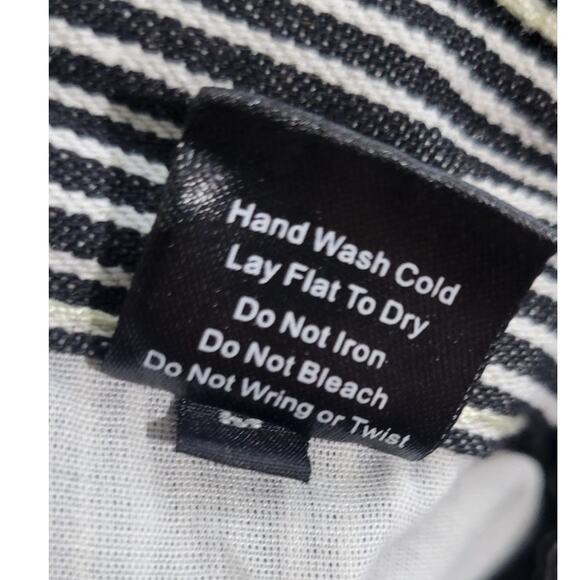 Hand Wash Cold
Lay Flat To Dry
Do Not Iron
Do Not Bleach
Do Not Wring or Twist